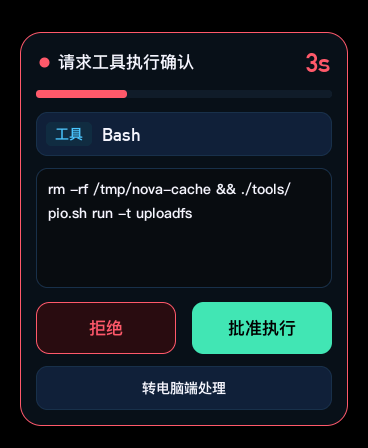 请求工具执行确认 3s
工具 Bash
rm -rf /tmp/nova-cache && ./tools/
pio.sh run -t uploadfs
拒绝 批准执行
转电脑端处理